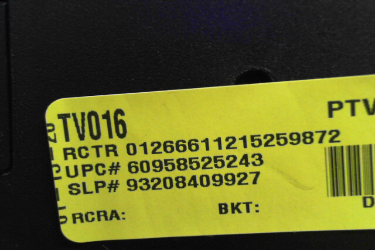 TV016
PTV
RCTR 01266611215259872
UPC# 60958525243
SLP# 93208409927
RCRA:
BKT:
D